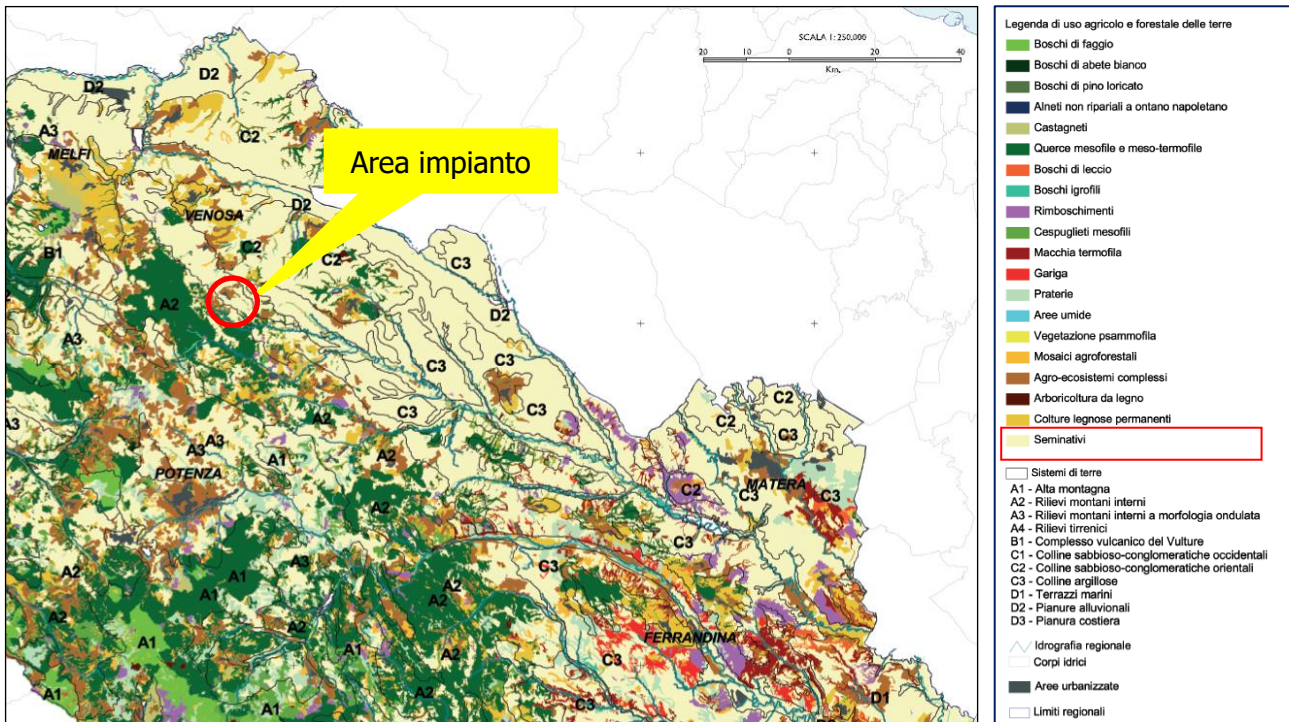 SCALA 1: 250,000
20 10 0 20 40
Km.
D2
D2
A3
MELFI
C2
Area impianto
VENOSA
D2
C2
B1
C2
C3
A2
D2
A3
C3
C3
C3
C3
A2
A3
A3
A3
A1
A2
POTENZA
C2
C2
C3
C2
MATERA
C3
C3
A2
C3
A3
A1
A2
A1
A2
C3
A2
A2
A2
A1
FERRANDINA
C3
A1
A1
A1
A2
C3
D1
Legenda di uso agricolo e forestale delle terre
Boschi di faggio
Boschi di abete bianco
Boschi di pino loricato
Alneti non ripariali a ontano napoletano
Castagneti
Querce mesofile e meso-termofile
Boschi di leccio
Boschi igrofili
Rimboschimenti
Cespuglieti mesofili
Macchia termofila
Gariga
Praterie
Aree umide
Vegetazione psammofila
Mosaici agroforestali
Agro-ecosistemi complessi
Arboricoltura da legno
Colture legnose permanenti
Seminativi
Sistemi di terre
A1 - Alta montagna
A2 - Rilievi montani interni
A3 - Rilievi montani interni a morfologia ondulata
A4 - Rilievi tirrenici
B1 - Complesso vulcanico del Vulture
C1 - Colline sabbioso-conglomeratiche occidentali
C2 - Colline sabbioso-conglomeratiche orientali
C3 - Colline argillose
D1 - Terrazzi marini
D2 - Pianure alluvionali
D3 - Pianura costiera
Idrografia regionale
Corpi idrici
Aree urbanizzate
Limiti regionali